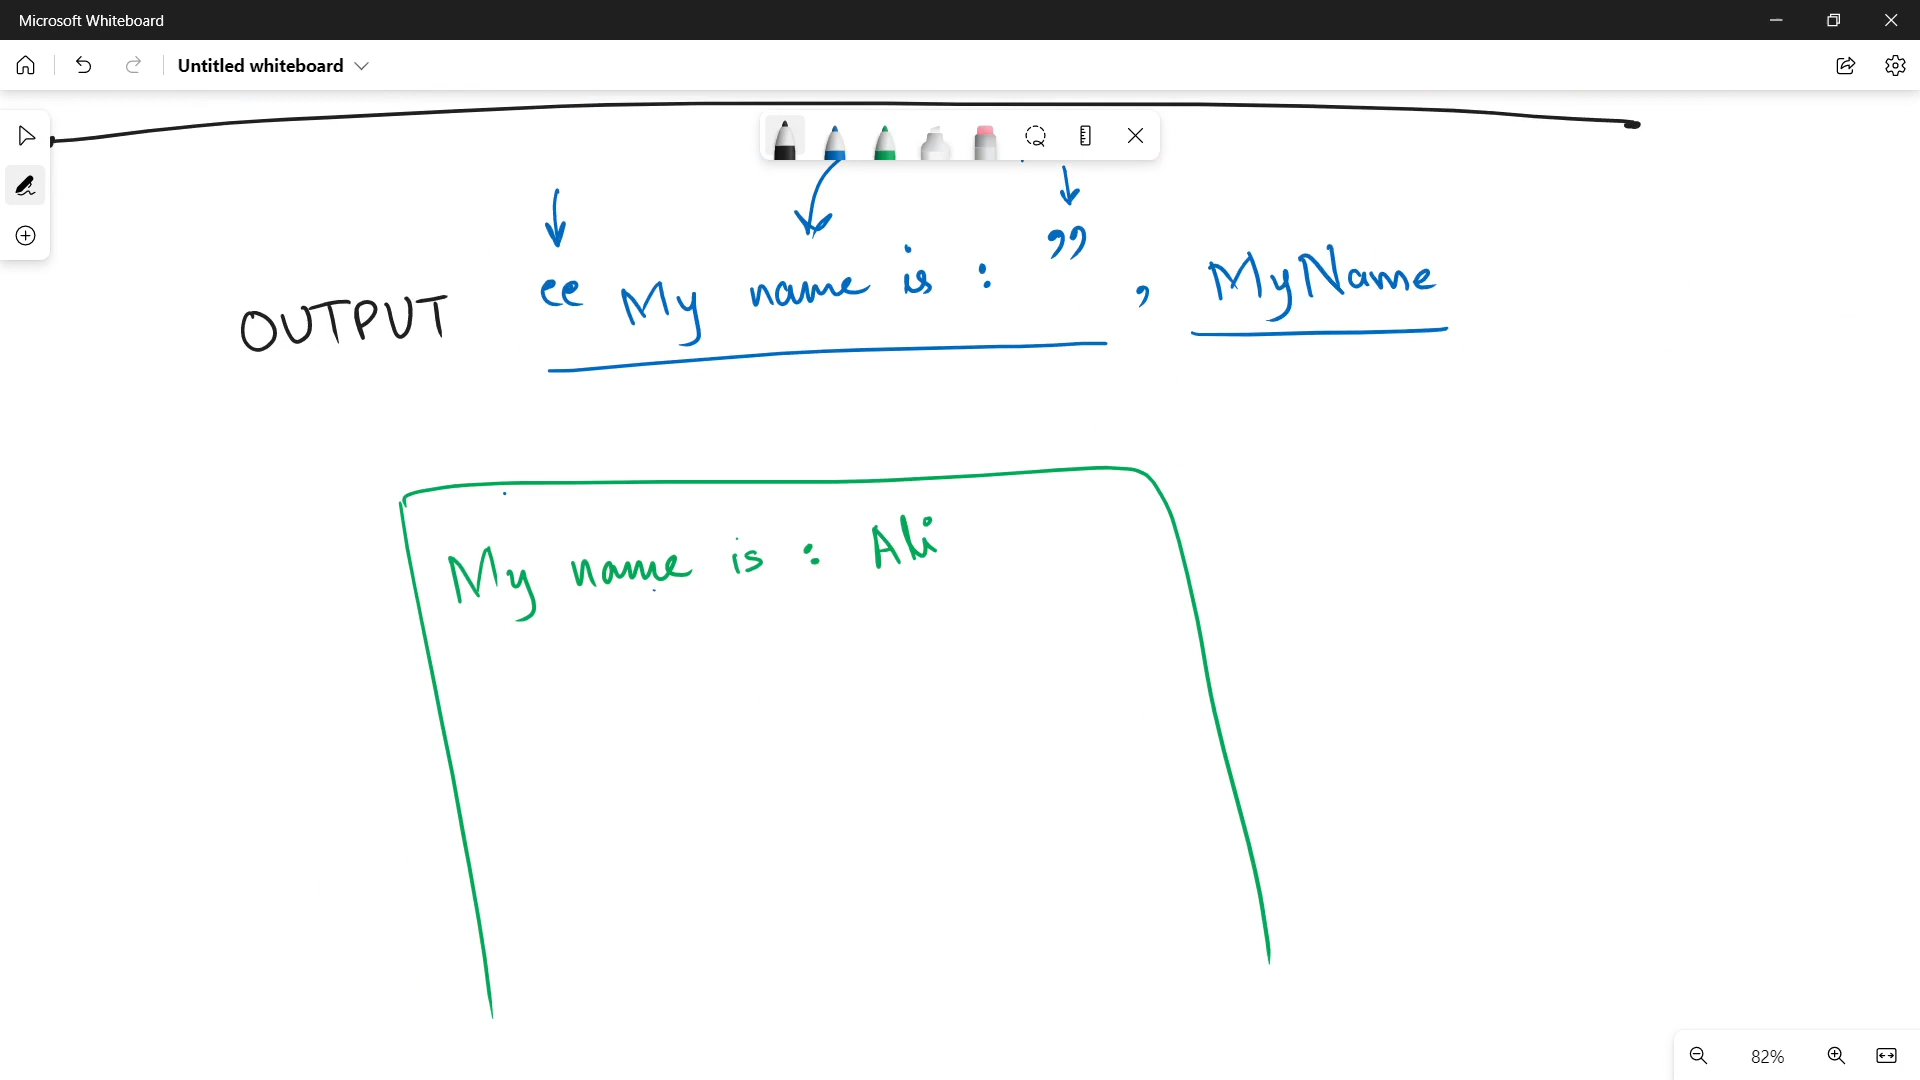 Microsoft Whiteboard
Untitled whiteboard
OUTPUT “ My name is : ” , MyName
My name is : Ali
82%